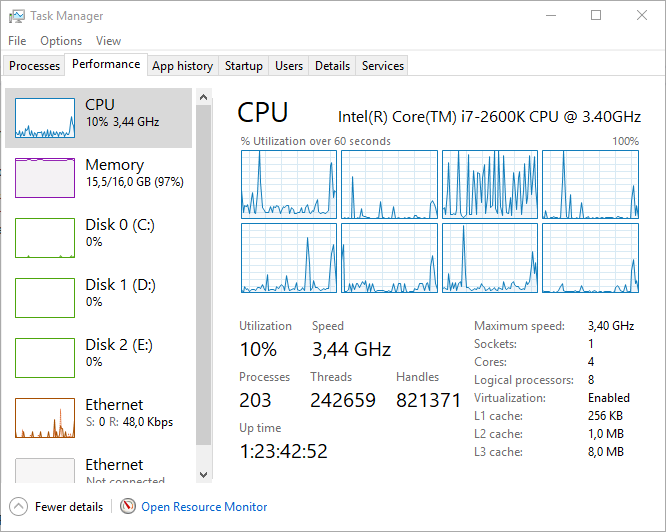 Task Manager
File Options View
Processes Performance App history Startup Users Details Services
CPU
10% 3,44 GHz
Memory
15,5/16,0 GB (97%)
Disk 0 (C:)
0%
Disk 1 (D:)
0%
Disk 2 (E:)
0%
Ethernet
S: 0 R: 48,0 Kbps
Ethernet
Not connected
CPU Intel(R) Core(TM) i7-2600K CPU @ 3.40GHz
% Utilization over 60 seconds 100%
Utilization Speed
10% 3,44 GHz
Processes Threads Handles
203 242659 821371
Up time
1:23:42:52
Maximum speed: 3,40 GHz
Sockets: 1
Cores: 4
Logical processors: 8
Virtualization: Enabled
L1 cache: 256 KB
L2 cache: 1,0 MB
L3 cache: 8,0 MB
Fewer details Open Resource Monitor